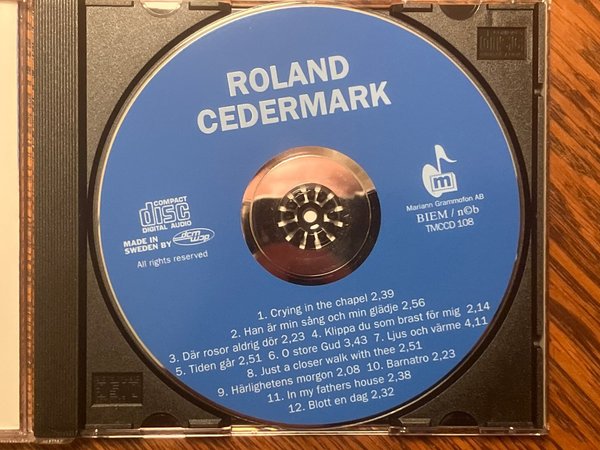 ROLAND
CEDERMARK
COMPACT
disc
DIGITAL AUDIO
MADE IN
SWEDEN BY
All rights reserved
m
Mariann Grammofon AB
BIEM / n©b
TMCCD 108
1. Crying in the chapel 2,39
2. Han är min sång och min glädje 2,56
3. Där rosor aldrig dör 2,23 4. Klippa du som brast för mig 2,14
5. Tiden går 2,51 6. O store Gud 3,43 7. Ljus och värme 4,11
8. Just a closer walk with thee 2,51
9. Härlighetens morgon 2,08 10. Barnatro 2,23
11. In my fathers house 2,38
12. Blott en dag 2,32